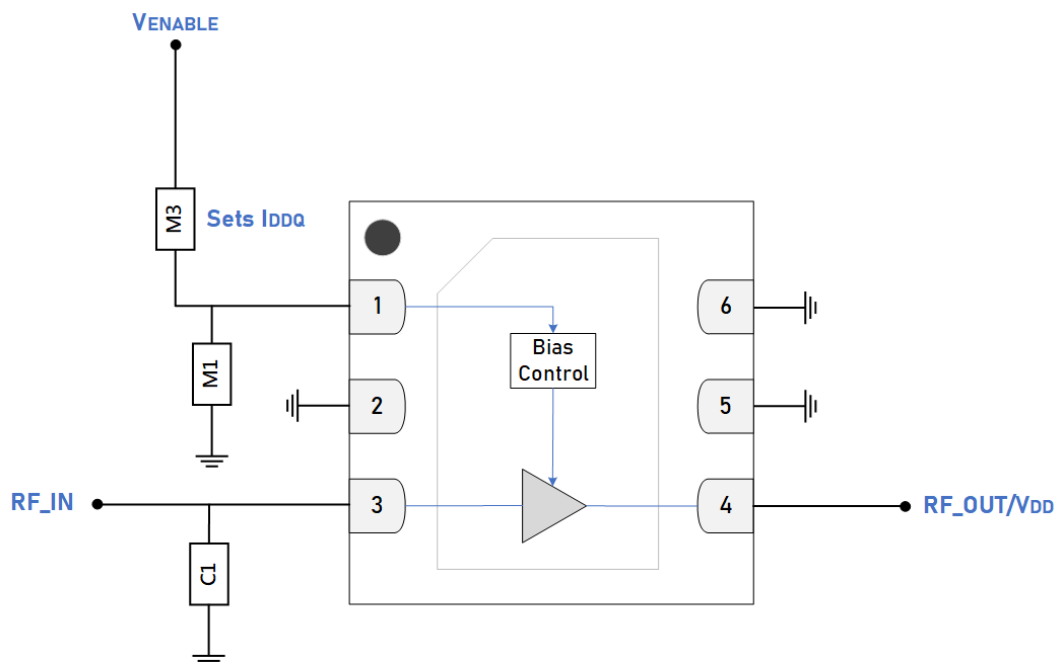 VENABLE
M3
Sets IDDQ
1
6
Bias
Control
M1
2
5
RF_IN
3
4
RF_OUT/VDD
C1